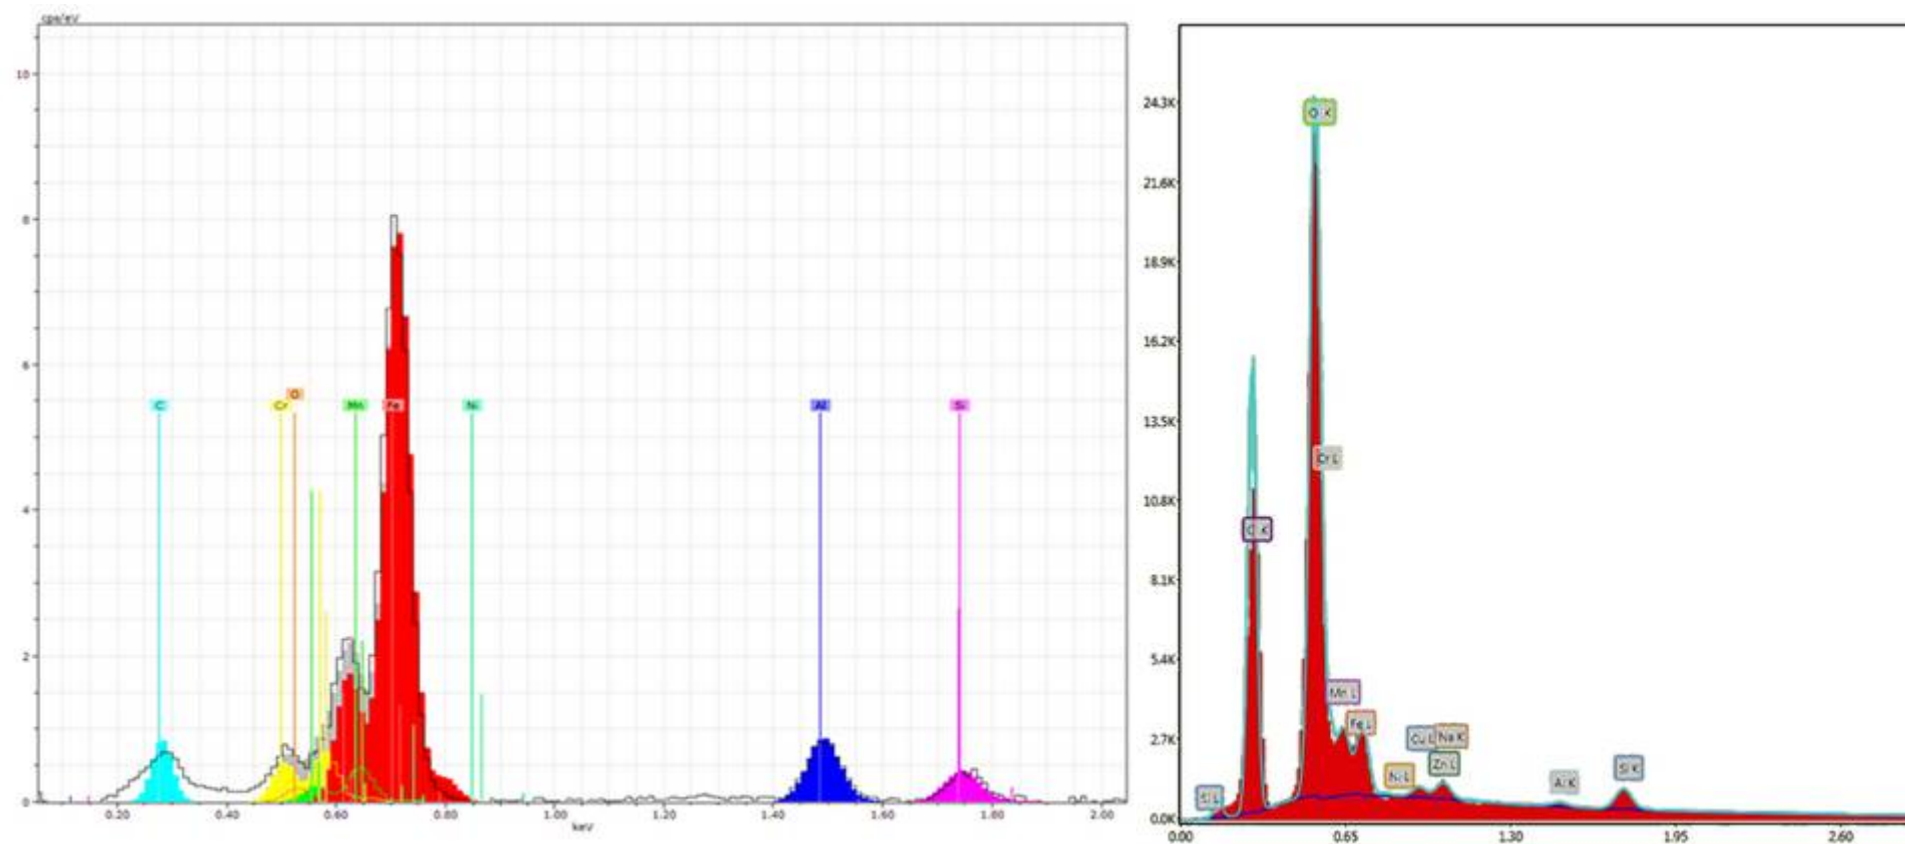 cps/eV
10
8
6
4
2
0
C Cr O Mn Fe Ni Al Si
0.20 0.40 0.60 0.80 1.00 1.20 1.40 1.60 1.80 2.00
keV
24.3K
21.6K
18.9K
16.2K
13.5K
10.8K
8.1K
5.4K
2.7K
0.0K
O K
Cr L
C K
Mn L
Fe L
Cu L Na K
Zn L
Ni L
Al K
Si K
Si L
0.00 0.65 1.30 1.95 2.60